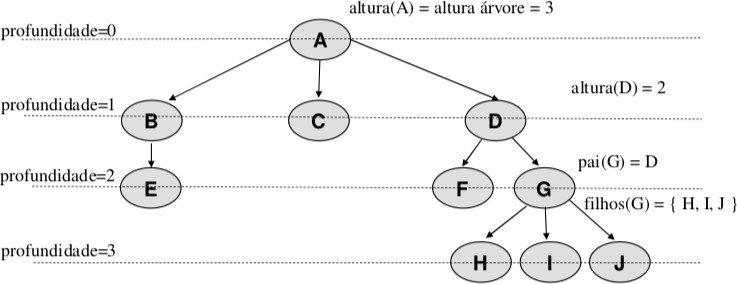 altura(A) = altura árvore = 3
profundidade=0
A
altura(D) = 2
profundidade=1
B
C
D
pai(G) = D
profundidade=2
E
F
G
filhos(G) = { H, I, J }
profundidade=3
H
I
J